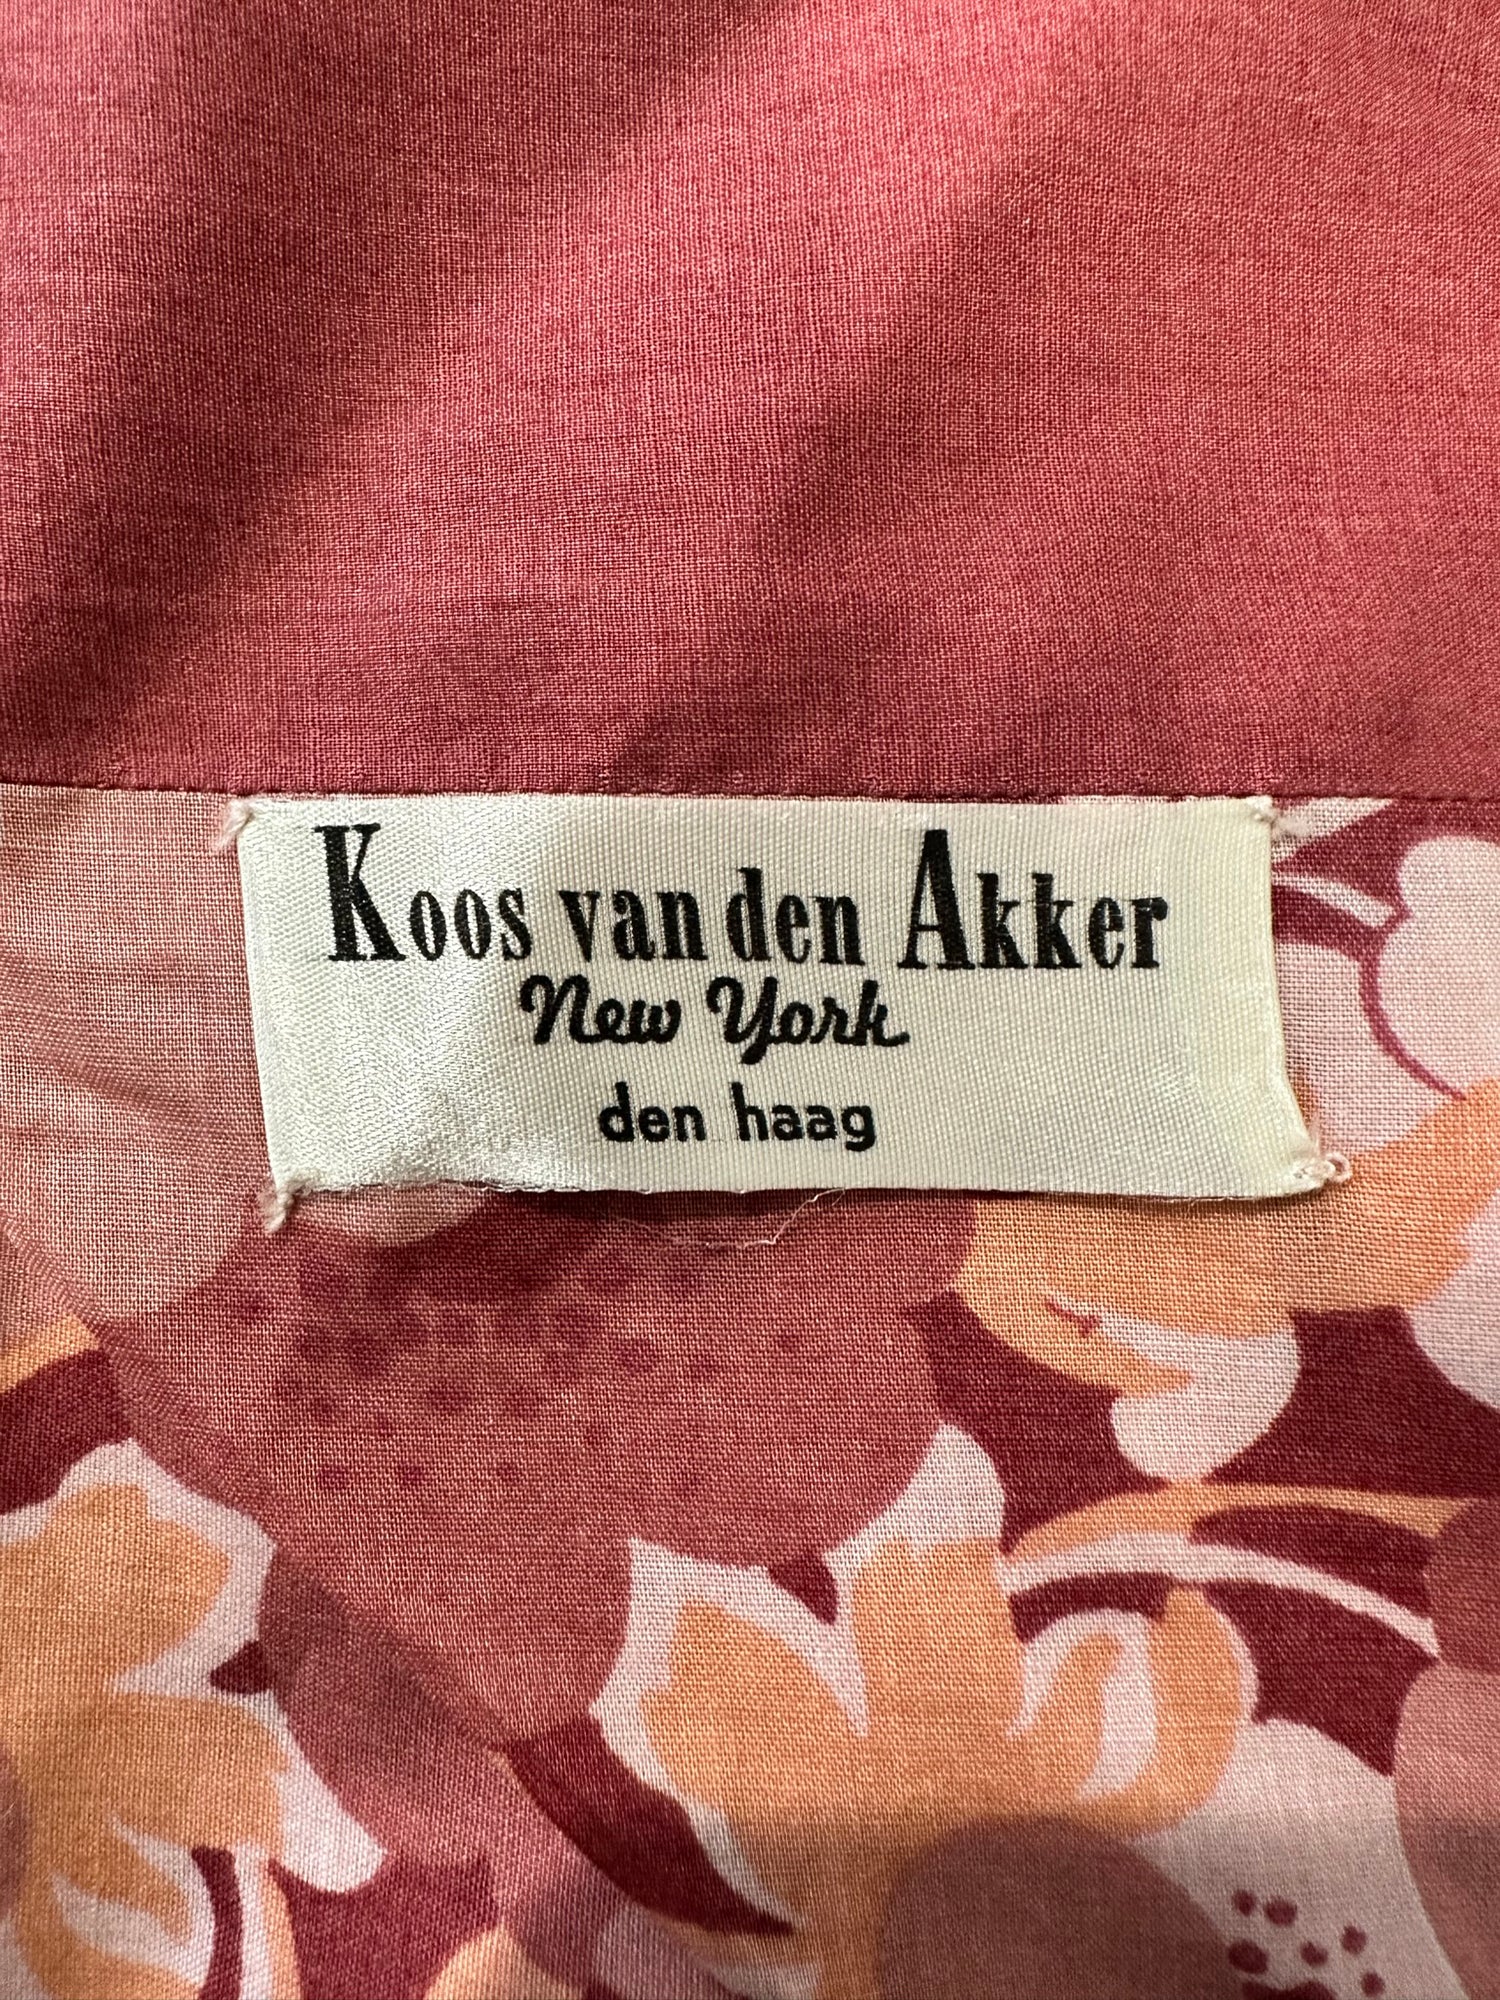 Koos van den Akker
New York
den haag